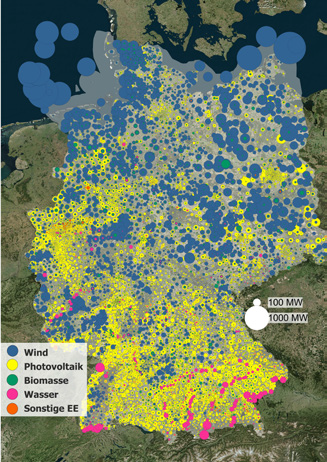 100 MW
1000 MW
Wind
Photovoltaik
Biomasse
Wasser
Sonstige EE